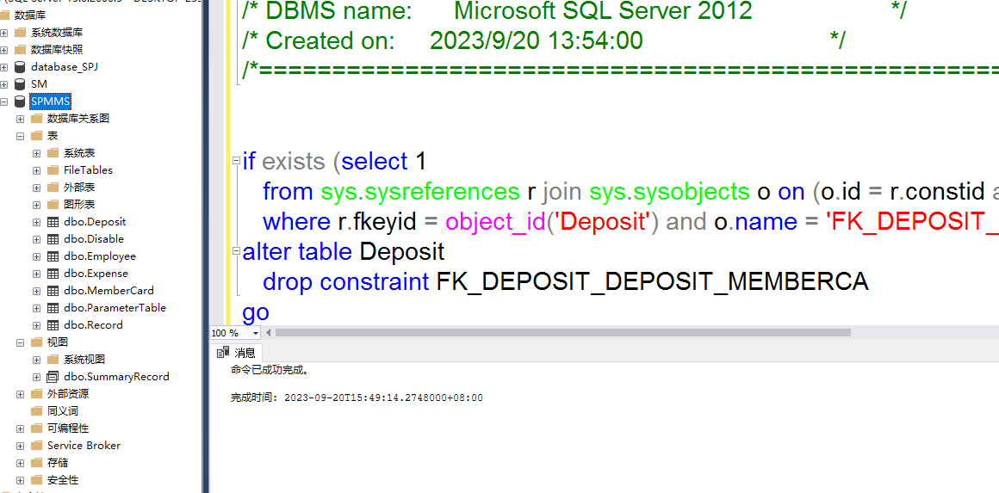 数据库
系统数据库
数据库快照
database_SPJ
SM
SPMMS
数据库关系图
表
系统表
FileTables
外部表
图形表
dbo.Deposit
dbo.Disable
dbo.Employee
dbo.Expense
dbo.MemberCard
dbo.ParameterTable
dbo.Record
视图
系统视图
dbo.SummaryRecord
外部资源
同义词
可编程性
Service Broker
存储
安全性
/* DBMS name: Microsoft SQL Server 2012 */
/* Created on: 2023/9/20 13:54:00 */
/*==================================================
if exists (select 1
from sys.sysreferences r join sys.sysobjects o on (o.id = r.constid a
where r.fkeyid = object_id('Deposit') and o.name = 'FK_DEPOSIT_
alter table Deposit
drop constraint FK_DEPOSIT_DEPOSIT_MEMBERCA
go
100 %
消息
命令已成功完成。
完成时间: 2023-09-20T15:49:14.2748000+08:00